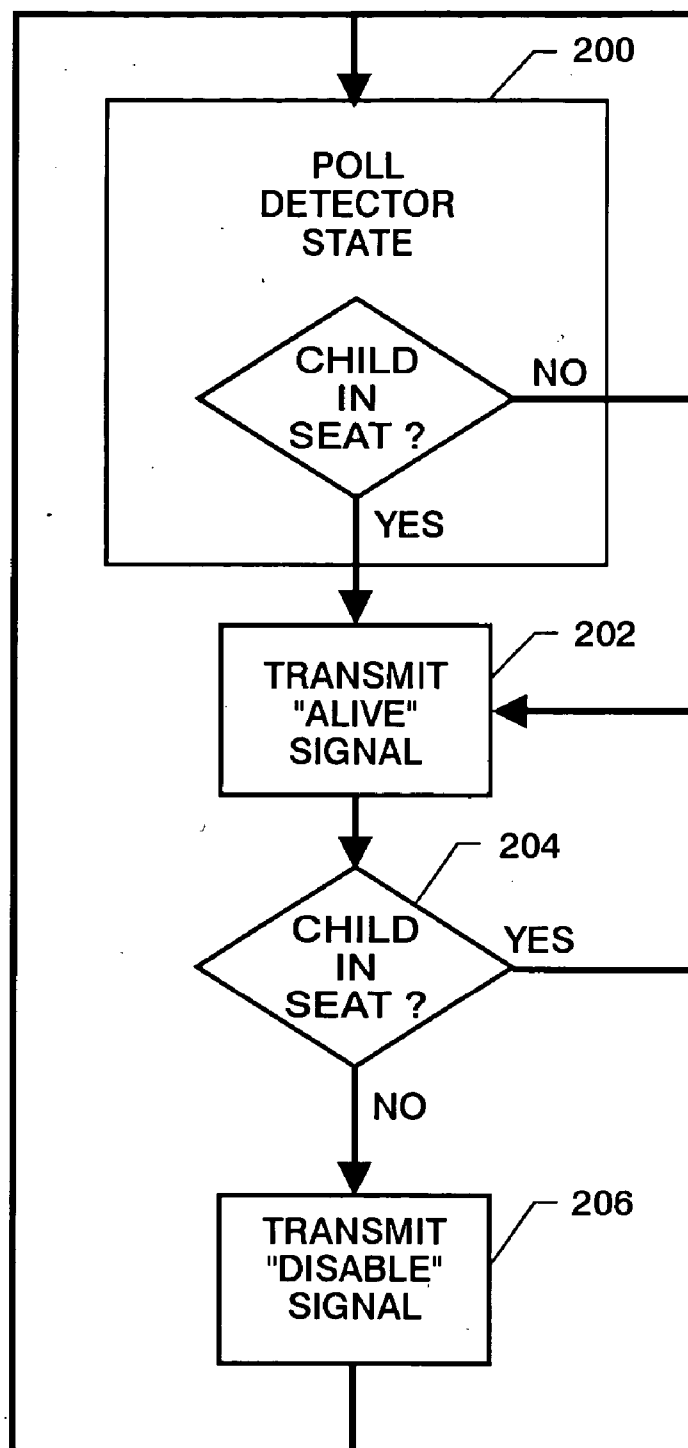 200
POLL
DETECTOR
STATE
CHILD
IN
SEAT ?
NO
YES
202
TRANSMIT
"ALIVE"
SIGNAL
204
CHILD
IN
SEAT ?
YES
NO
206
TRANSMIT
"DISABLE"
SIGNAL